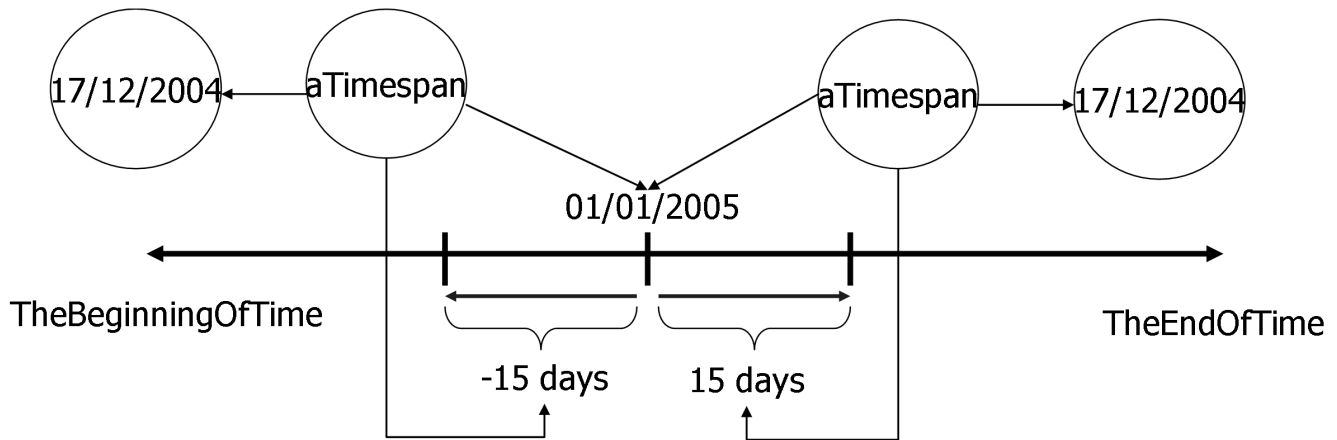 17/12/2004
aTimespan
aTimespan
17/12/2004
01/01/2005
TheBeginningOfTime
TheEndOfTime
-15 days
15 days